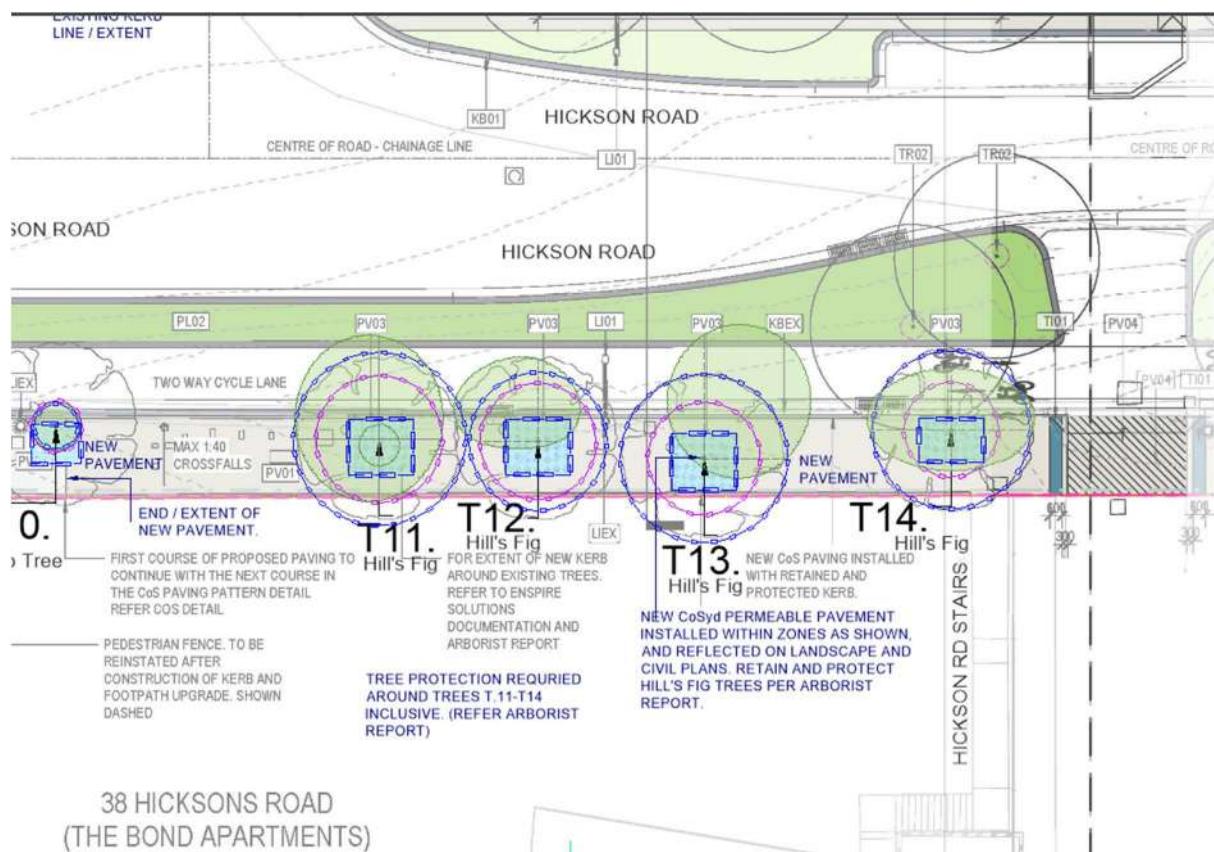 EXISTING KERB
LINE / EXTENT
KB01
HICKSON ROAD
CENTRE OF ROAD - CHAINAGE LINE
LI01
TR02
TR02
CENTRE OF RO
SON ROAD
HICKSON ROAD
PL02
PV03
PV03
LI01
PV03
KBEX
PV03
TI01
PV04
JEX
TWO WAY CYCLE LANE
PV04
TI01
NEW
PAVEMENT
MAX 1:40
CROSSFALLS
PV01
NEW
PAVEMENT
END / EXTENT OF
NEW PAVEMENT.
0.
Tree
T11.
Hill's Fig
T12.
Hill's Fig
LIEX
T13.
Hill's Fig
T14.
Hill's Fig
600
300
600
300
FIRST COURSE OF PROPOSED PAVING TO
CONTINUE WITH THE NEXT COURSE IN
THE CoS PAVING PATTERN DETAIL
REFER COS DETAIL
FOR EXTENT OF NEW KERB
AROUND EXISTING TREES.
REFER TO ENSPIRE
SOLUTIONS
DOCUMENTATION AND
ARBORIST REPORT
NEW CoS PAVING INSTALLED
WITH RETAINED AND
PROTECTED KERB.
NEW CoSyd PERMEABLE PAVEMENT
INSTALLED WITHIN ZONES AS SHOWN,
AND REFLECTED ON LANDSCAPE AND
CIVIL PLANS. RETAIN AND PROTECT
HILL'S FIG TREES PER ARBORIST
REPORT.
PEDESTRIAN FENCE. TO BE
REINSTATED AFTER
CONSTRUCTION OF KERB AND
FOOTPATH UPGRADE. SHOWN
DASHED
TREE PROTECTION REQURIED
AROUND TREES T.11-T14
INCLUSIVE. (REFER ARBORIST
REPORT)
HICKSON RD STAIRS
38 HICKSONS ROAD
(THE BOND APARTMENTS)